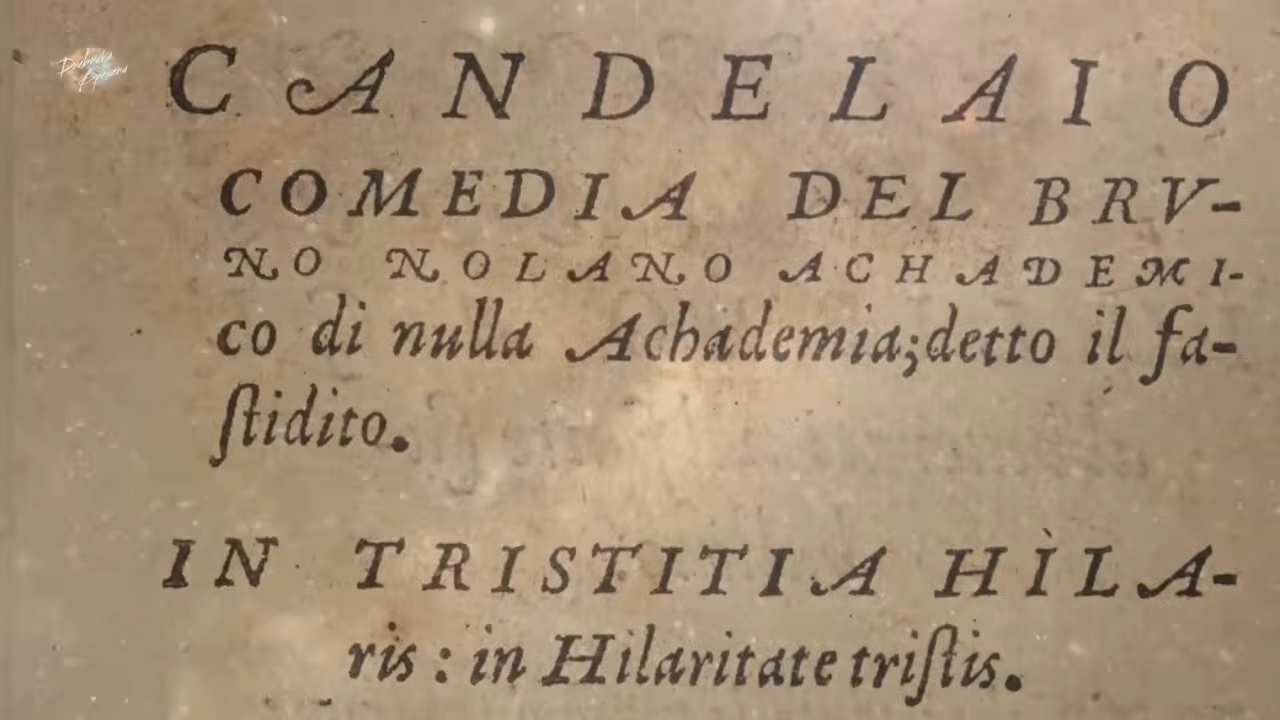 CANDELAIO
COMEDIA DEL BRV-
NO NOLANO ACHADEMI-
co di nulla Achademia; detto il fa-
ſtidito.
IN TRISTITIA HÌLA-
ris: in Hilaritate triſtis.